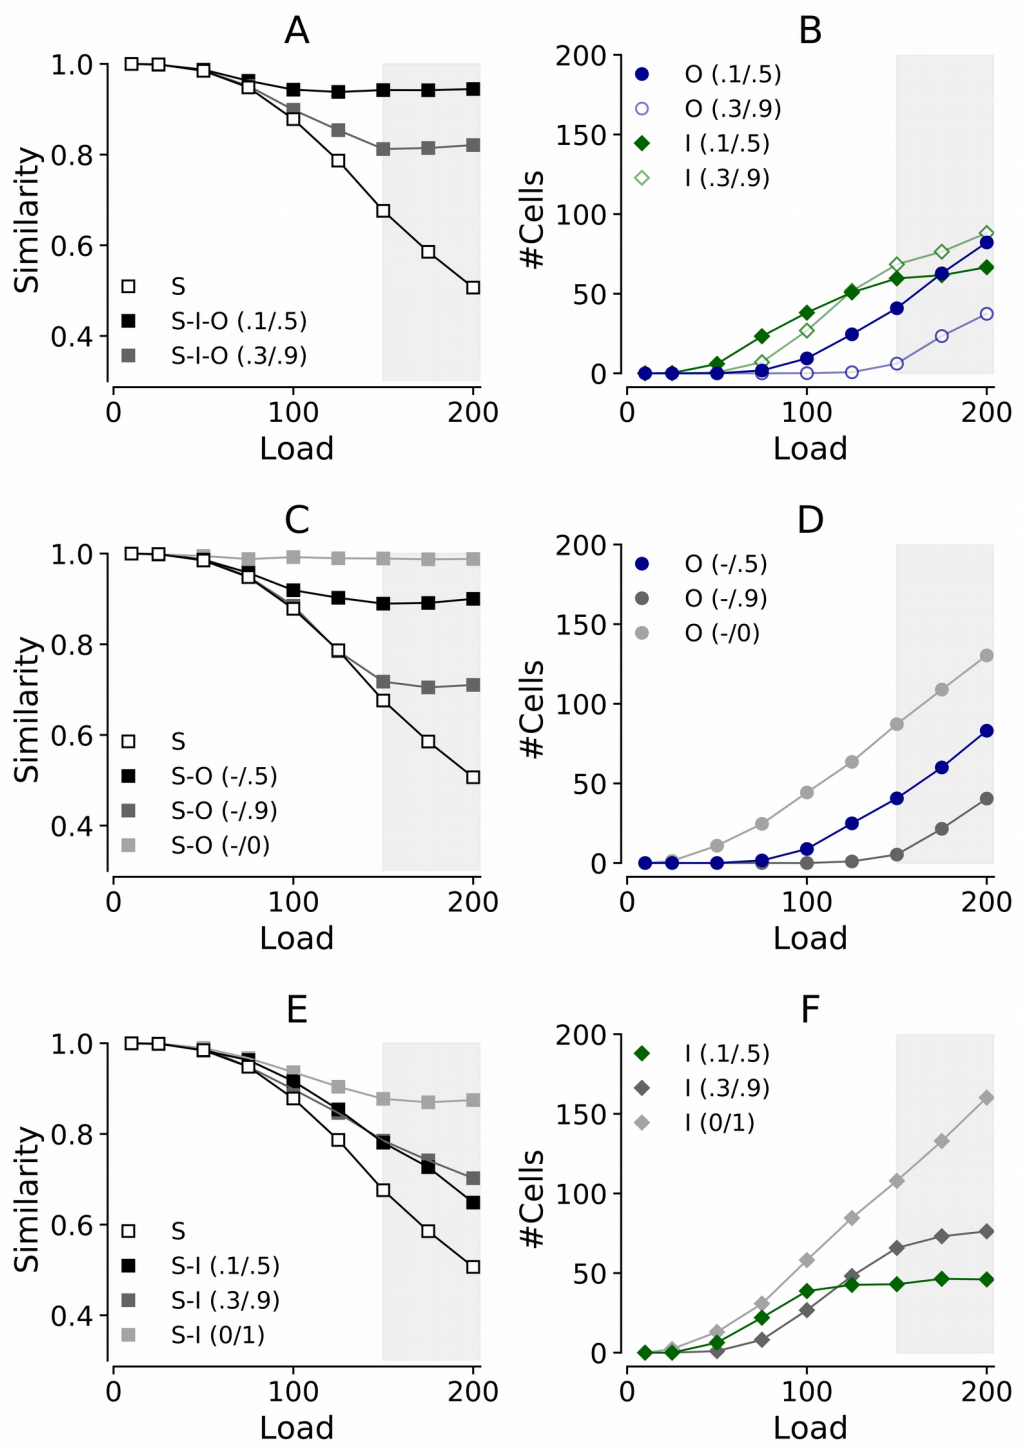 A
1.0
0.8
0.6
0.4
Similarity
S
S-I-O (.1/.5)
S-I-O (.3/.9)
0 100 200
Load
B
200
150
100
50
0
#Cells
O (.1/.5)
O (.3/.9)
I (.1/.5)
I (.3/.9)
0 100 200
Load
C
1.0
0.8
0.6
0.4
Similarity
S
S-O (-/.5)
S-O (-/.9)
S-O (-/0)
0 100 200
Load
D
200
150
100
50
0
#Cells
O (-/.5)
O (-/.9)
O (-/0)
0 100 200
Load
E
1.0
0.8
0.6
0.4
Similarity
S
S-I (.1/.5)
S-I (.3/.9)
S-I (0/1)
0 100 200
Load
F
200
150
100
50
0
#Cells
I (.1/.5)
I (.3/.9)
I (0/1)
0 100 200
Load